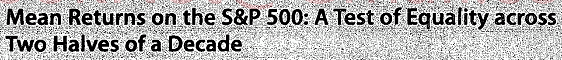 Mean Returns on the S&P 500: A Test of Equality across
Two Halves of a Decade